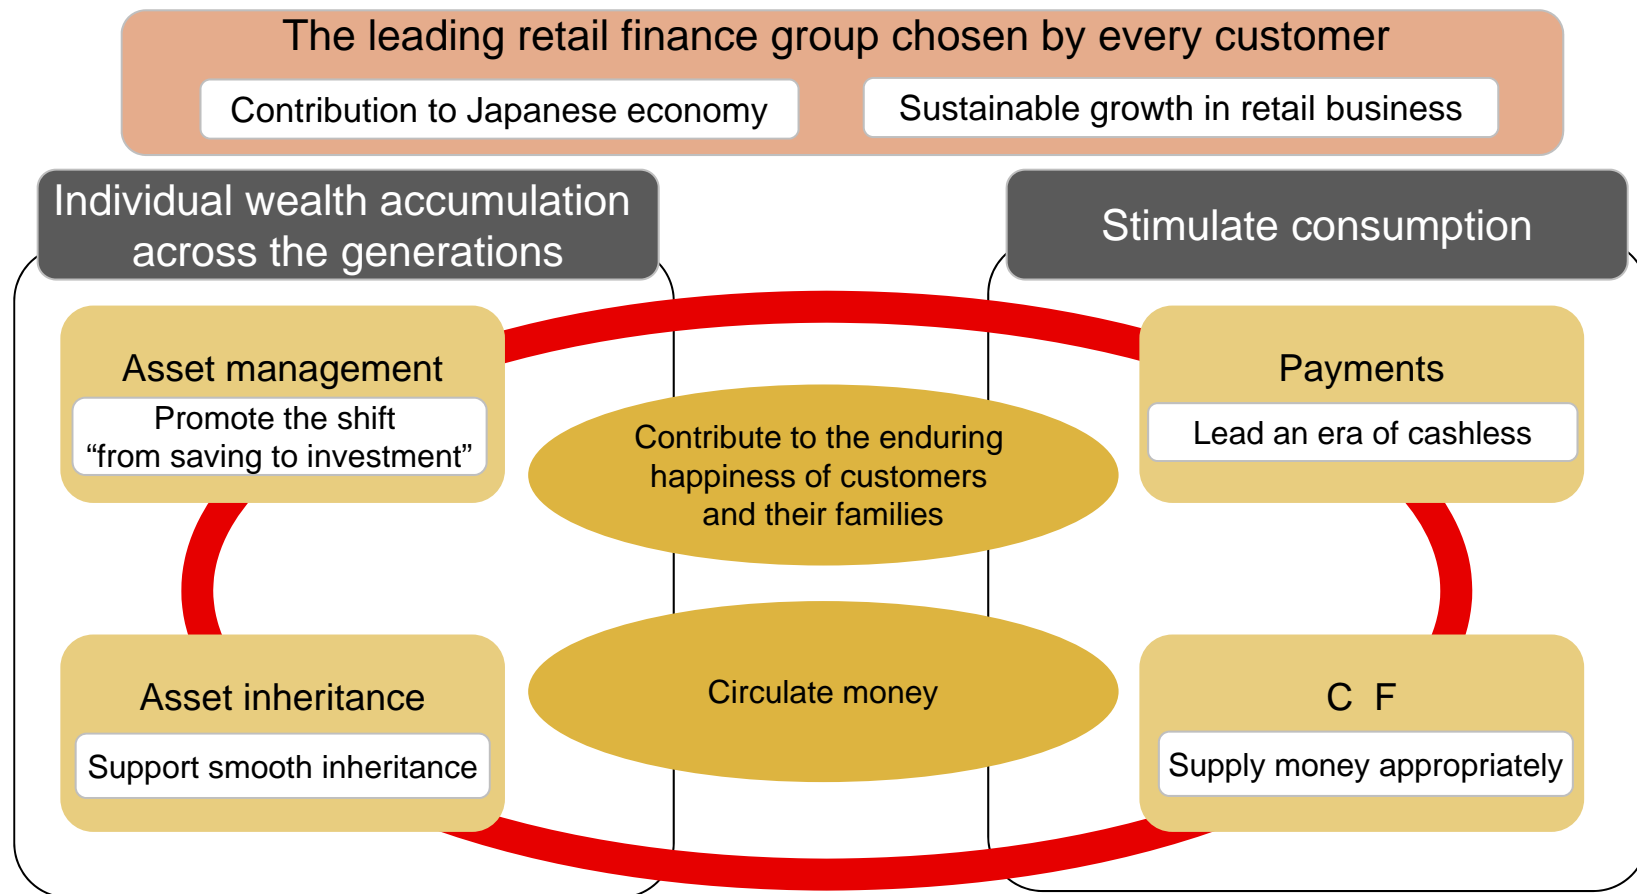 The leading retail finance group chosen by every customer
Contribution to Japanese economy
Sustainable growth in retail business
Individual wealth accumulation
across the generations
Stimulate consumption
Asset management
Promote the shift
“from saving to investment”
Payments
Lead an era of cashless
Contribute to the enduring
happiness of customers
and their families
Asset inheritance
Support smooth inheritance
Circulate money
C F
Supply money appropriately